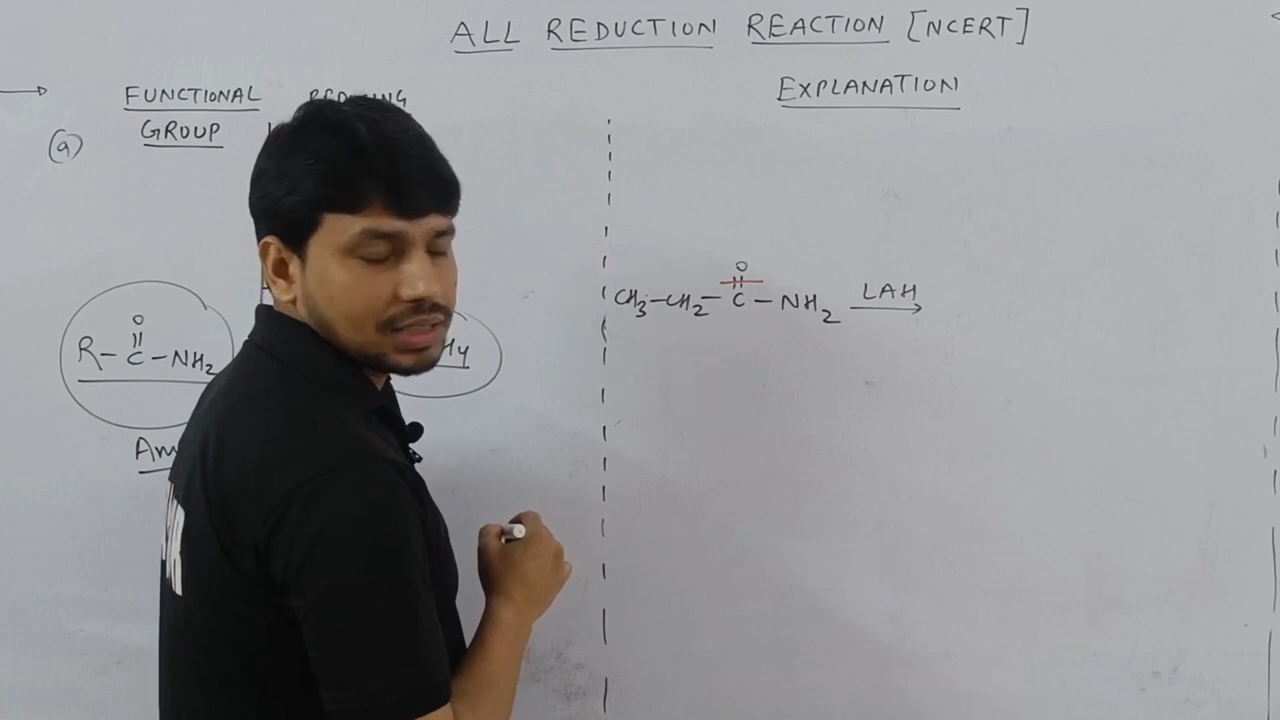 ALL REDUCTION REACTION [NCERT]
FUNCTIONAL
GROUP
EXPLANATION
(a)
O
R-C-NH2
O
CH3-CH2-C-NH2 LAH